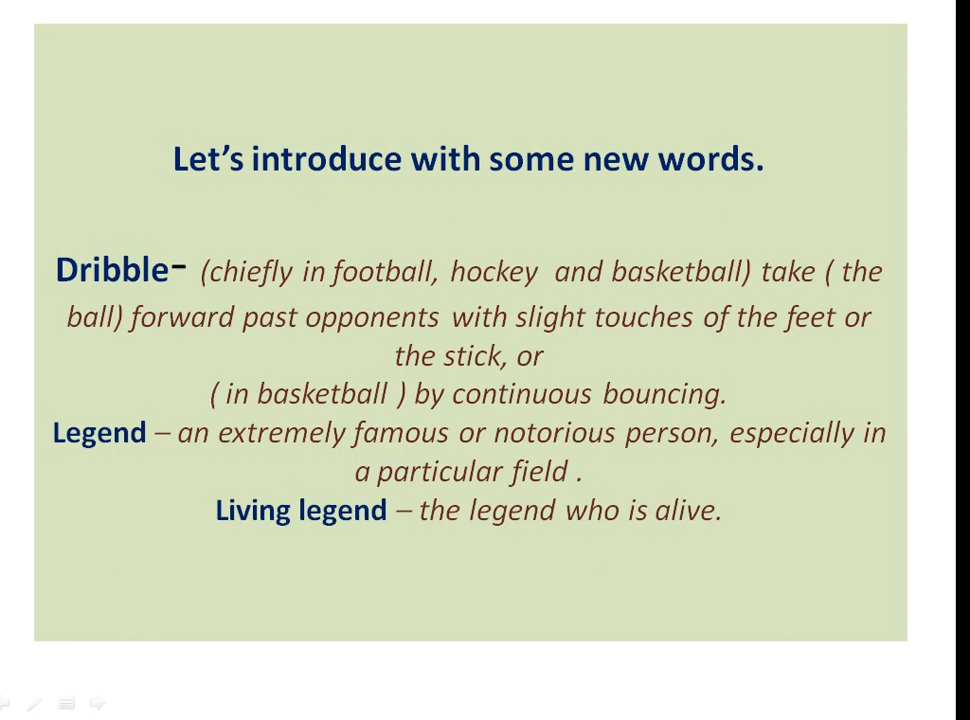 Let's introduce with some new words.
Dribble- (chiefly in football, hockey and basketball) take ( the
ball) forward past opponents with slight touches of the feet or
the stick, or
( in basketball ) by continuous bouncing.
Legend – an extremely famous or notorious person, especially in
a particular field .
Living legend – the legend who is alive.